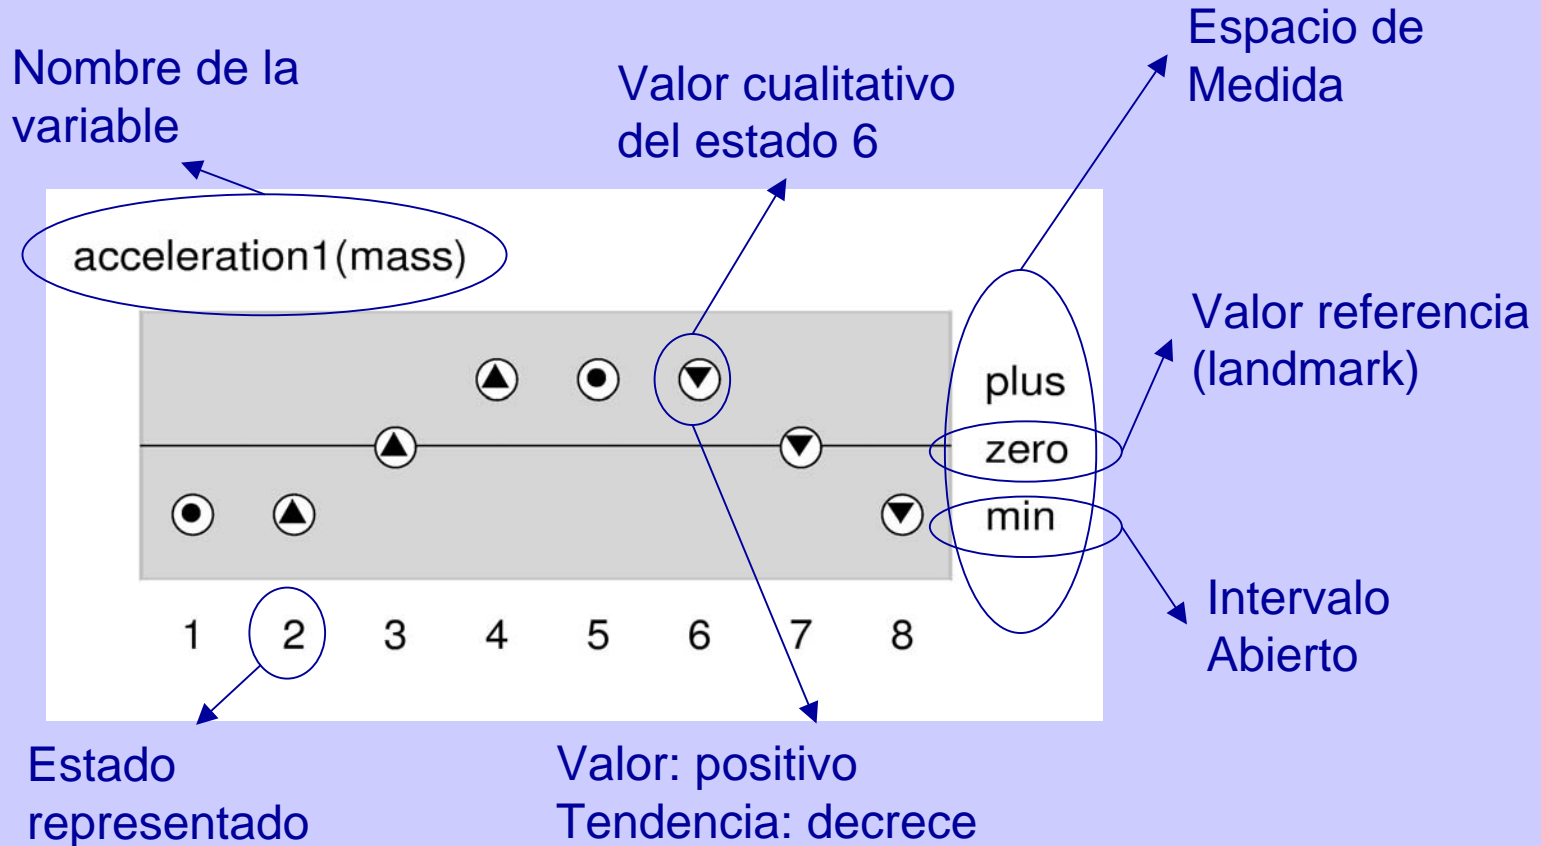 Nombre de la
variable
Valor cualitativo
del estado 6
Espacio de
Medida
acceleration1(mass)
Valor referencia
(landmark)
plus
zero
min
Intervalo
Abierto
1 2 3 4 5 6 7 8
Estado
representado
Valor: positivo
Tendencia: decrece